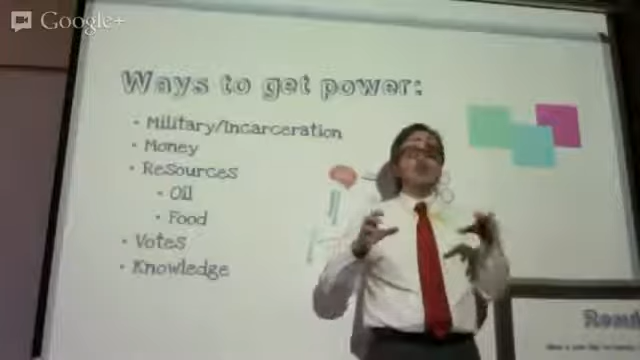 Google+
Ways to get power:
• Military/Incarceration
• Money
• Resources
• Oil
• Food
• Votes
• Knowledge